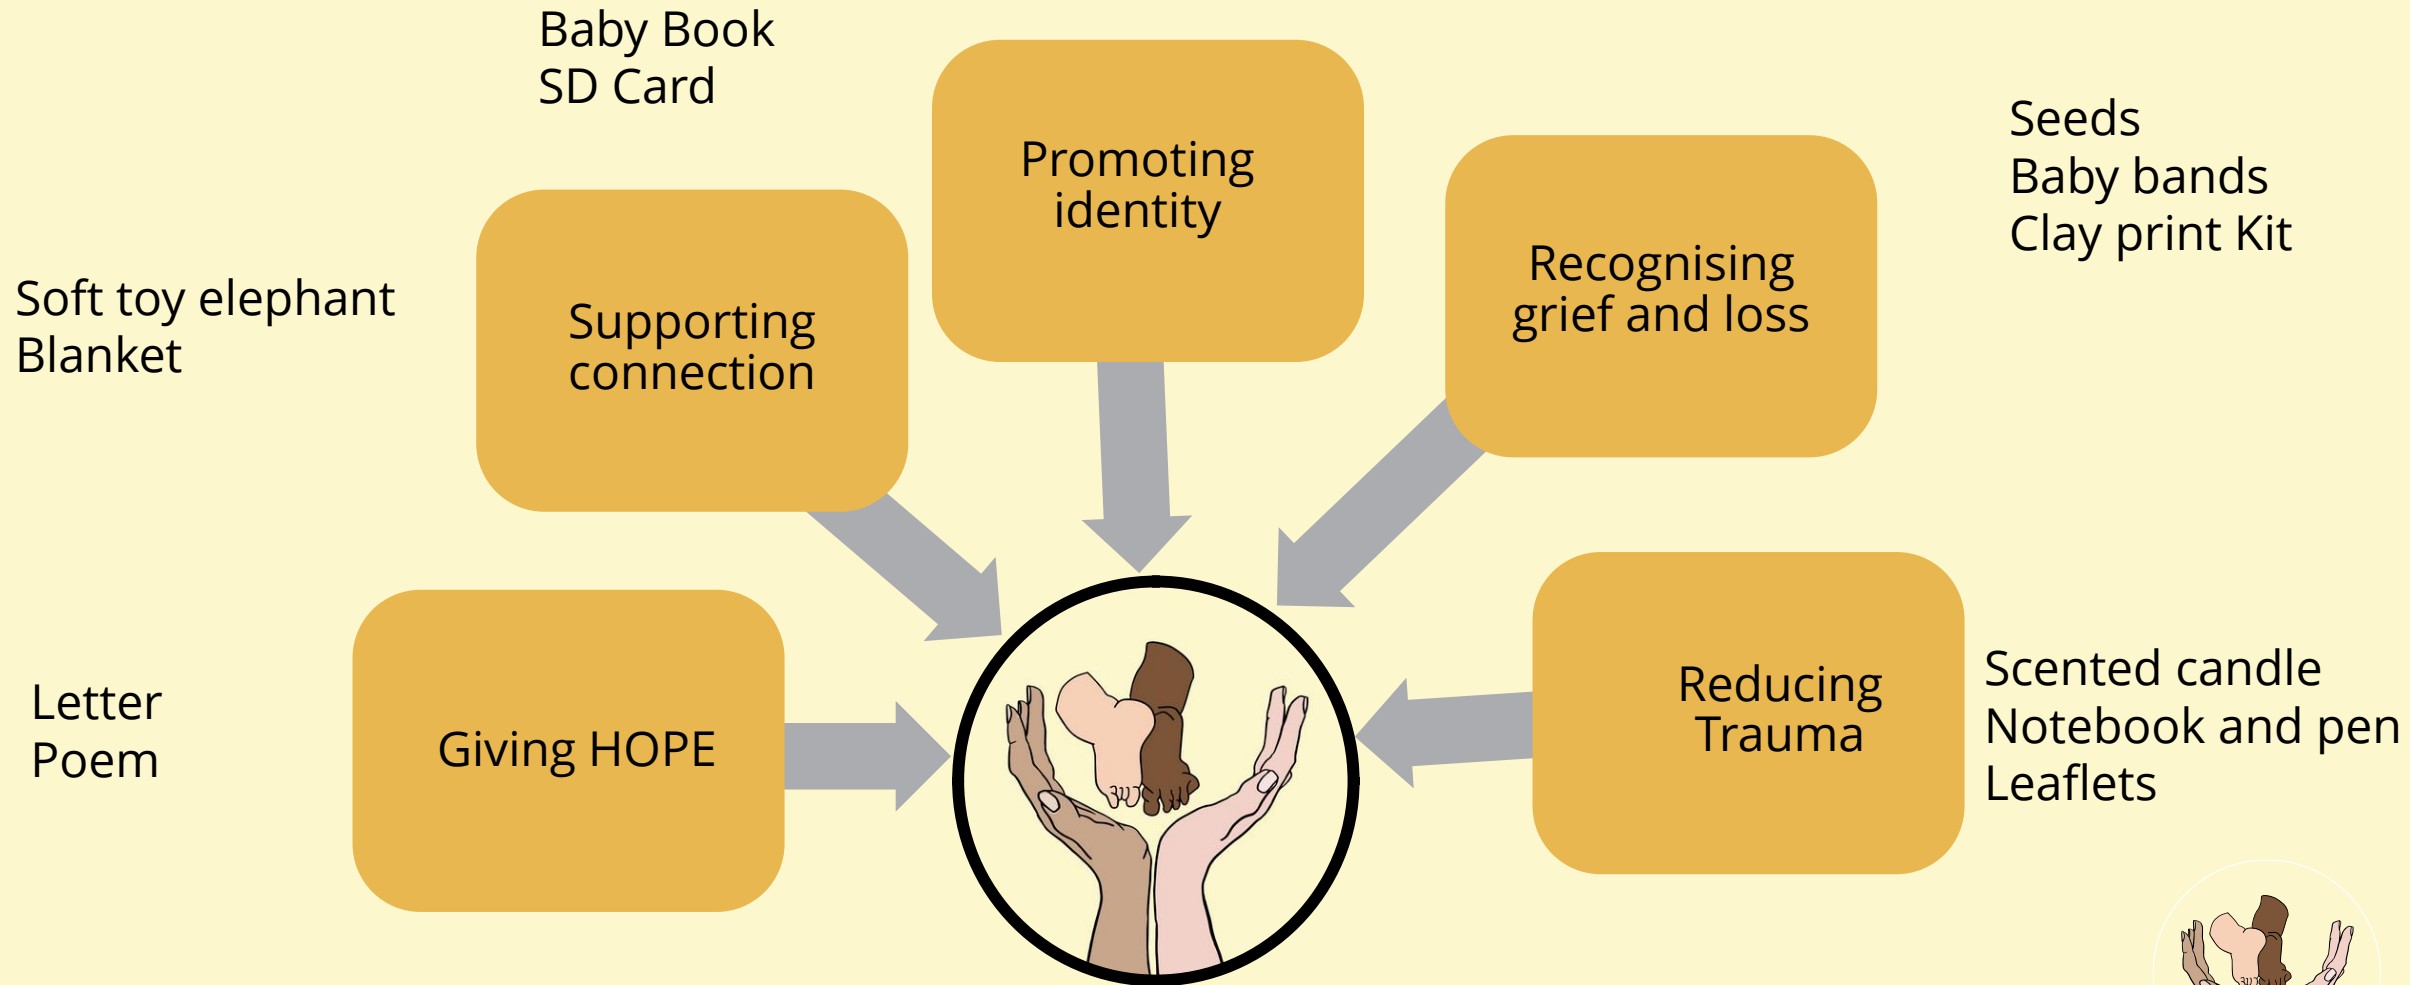 Baby Book
SD Card
Promoting
identity
Seeds
Baby bands
Clay print Kit
Recognising
grief and loss
Soft toy elephant
Blanket
Supporting
connection
Letter
Poem
Giving HOPE
Reducing
Trauma
Scented candle
Notebook and pen
Leaflets